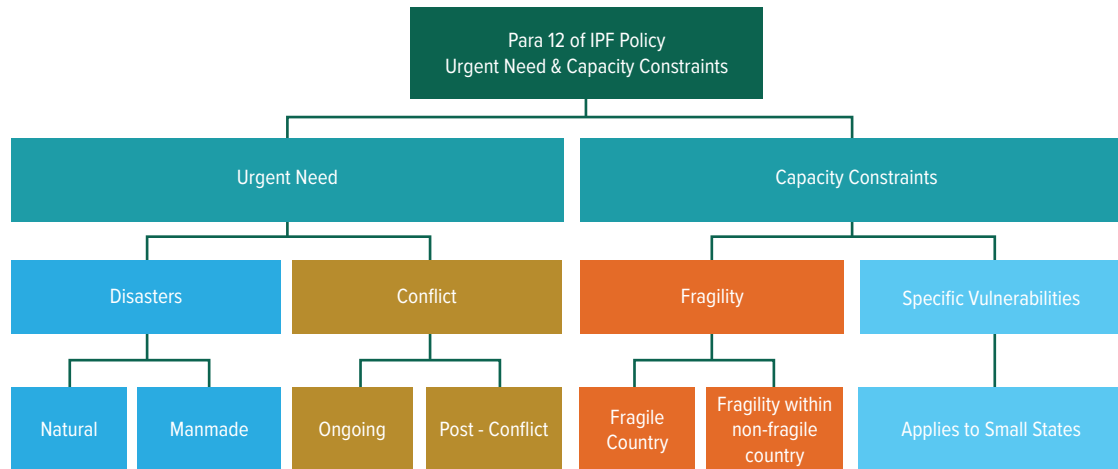 Para 12 of IPF Policy
Urgent Need & Capacity Constraints
Urgent Need
Capacity Constraints
Disasters
Conflict
Fragility
Specific Vulnerabilities
Natural
Manmade
Ongoing
Post - Conflict
Fragile
Country
Fragility within
non-fragile
country
Applies to Small States